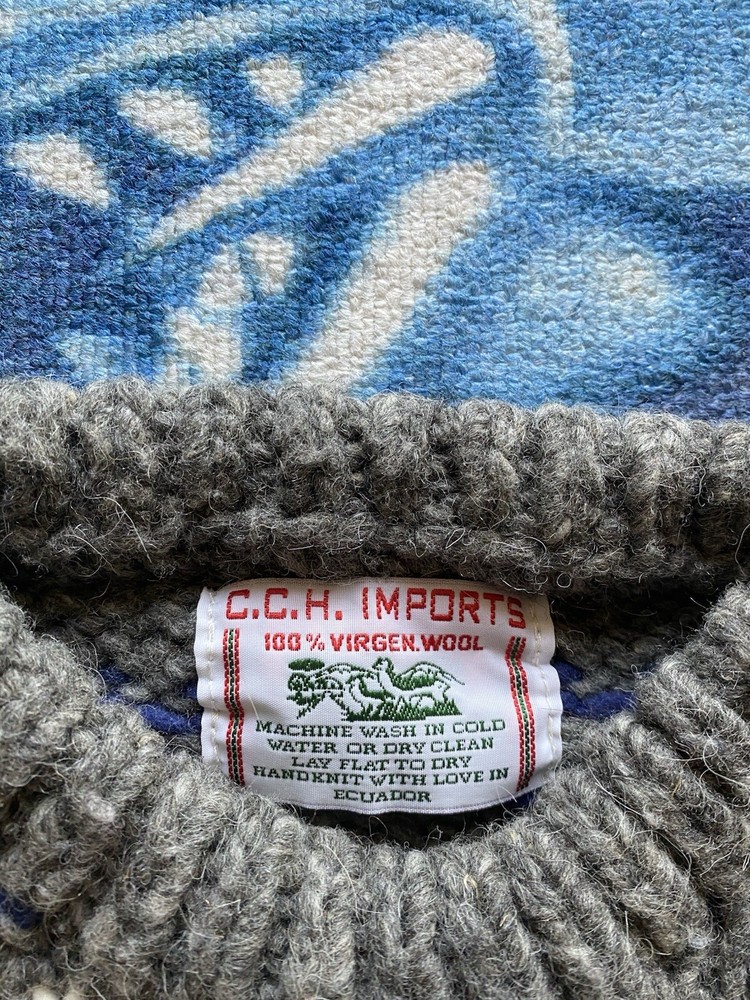 C.C.H. IMPORTS
100 % VIRGEN.WOOL
MACHINE WASH IN COLD
WATER OR DRY CLEAN
LAY FLAT TO DRY
HANDKNIT WITH LOVE IN
ECUADOR